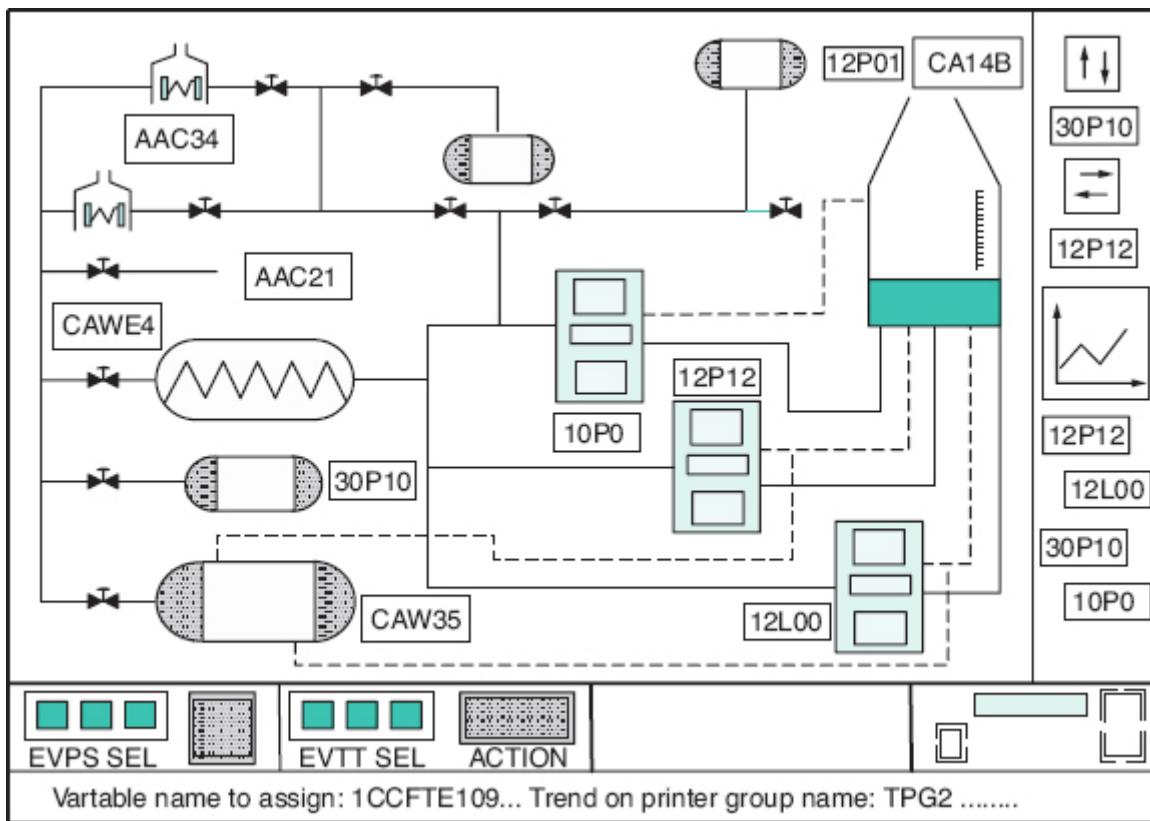 12P01
CA14B
30P10
AAC34
12P12
AAC21
CAWE4
12P12
10P0
12P12
30P10
12L00
30P10
CAW35
12L00
10P0
EVPS SEL
EVTT SEL
ACTION
Vartable name to assign: 1CCFTE109... Trend on printer group name: TPG2 ........